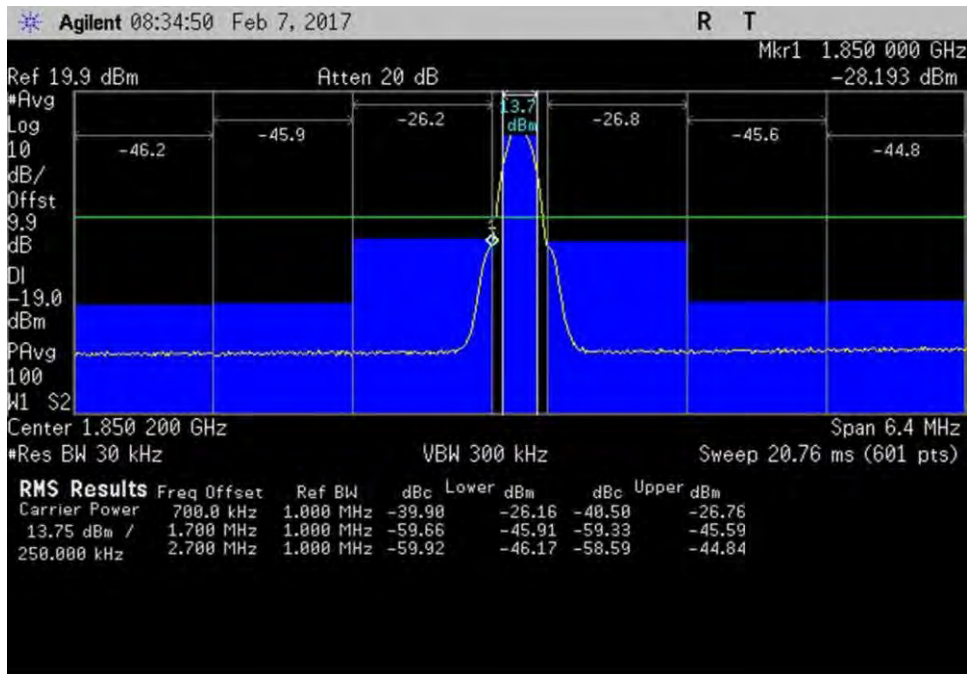 Agilent 08:34:50 Feb 7, 2017 R T
Mkr1 1.850 000 GHz
Ref 19.9 dBm Atten 20 dB -28.193 dBm
#Avg
Log
10
dB/
Offst
9.9
dB
DI
-19.0
dBm
PAvg
100
W1 S2
-46.2
-45.9
-26.2
13.7
dBm
-26.8
-45.6
-44.8
1
Center 1.850 200 GHz Span 6.4 MHz
#Res BW 30 kHz VBW 300 kHz Sweep 20.76 ms (601 pts)
RMS Results Freq Offset Ref BW dBc Lower dBm dBc Upper dBm
Carrier Power 700.0 kHz 1.000 MHz -39.90 -26.16 -40.50 -26.76
13.75 dBm / 1.700 MHz 1.000 MHz -59.66 -45.91 -59.33 -45.59
250.000 kHz 2.700 MHz 1.000 MHz -59.92 -46.17 -58.59 -44.84